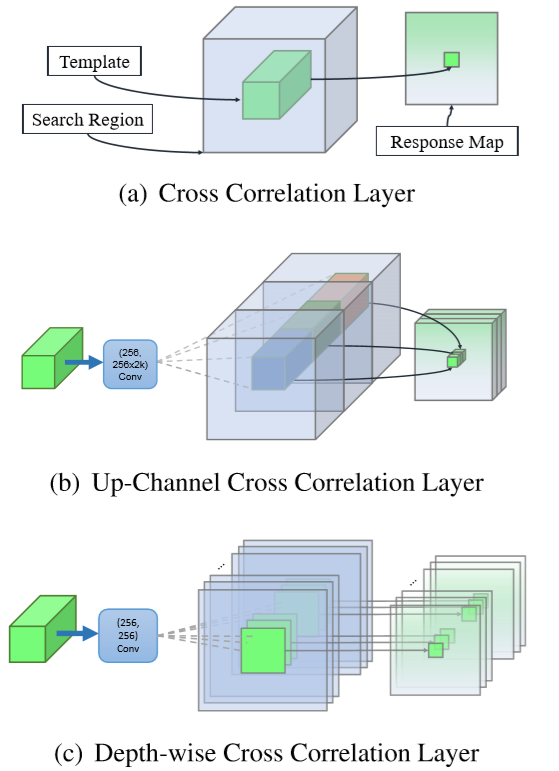 Template
Search Region
Response Map
(a) Cross Correlation Layer
(256,
256x2k)
Conv
(b) Up-Channel Cross Correlation Layer
(256,
256)
Conv
(c) Depth-wise Cross Correlation Layer